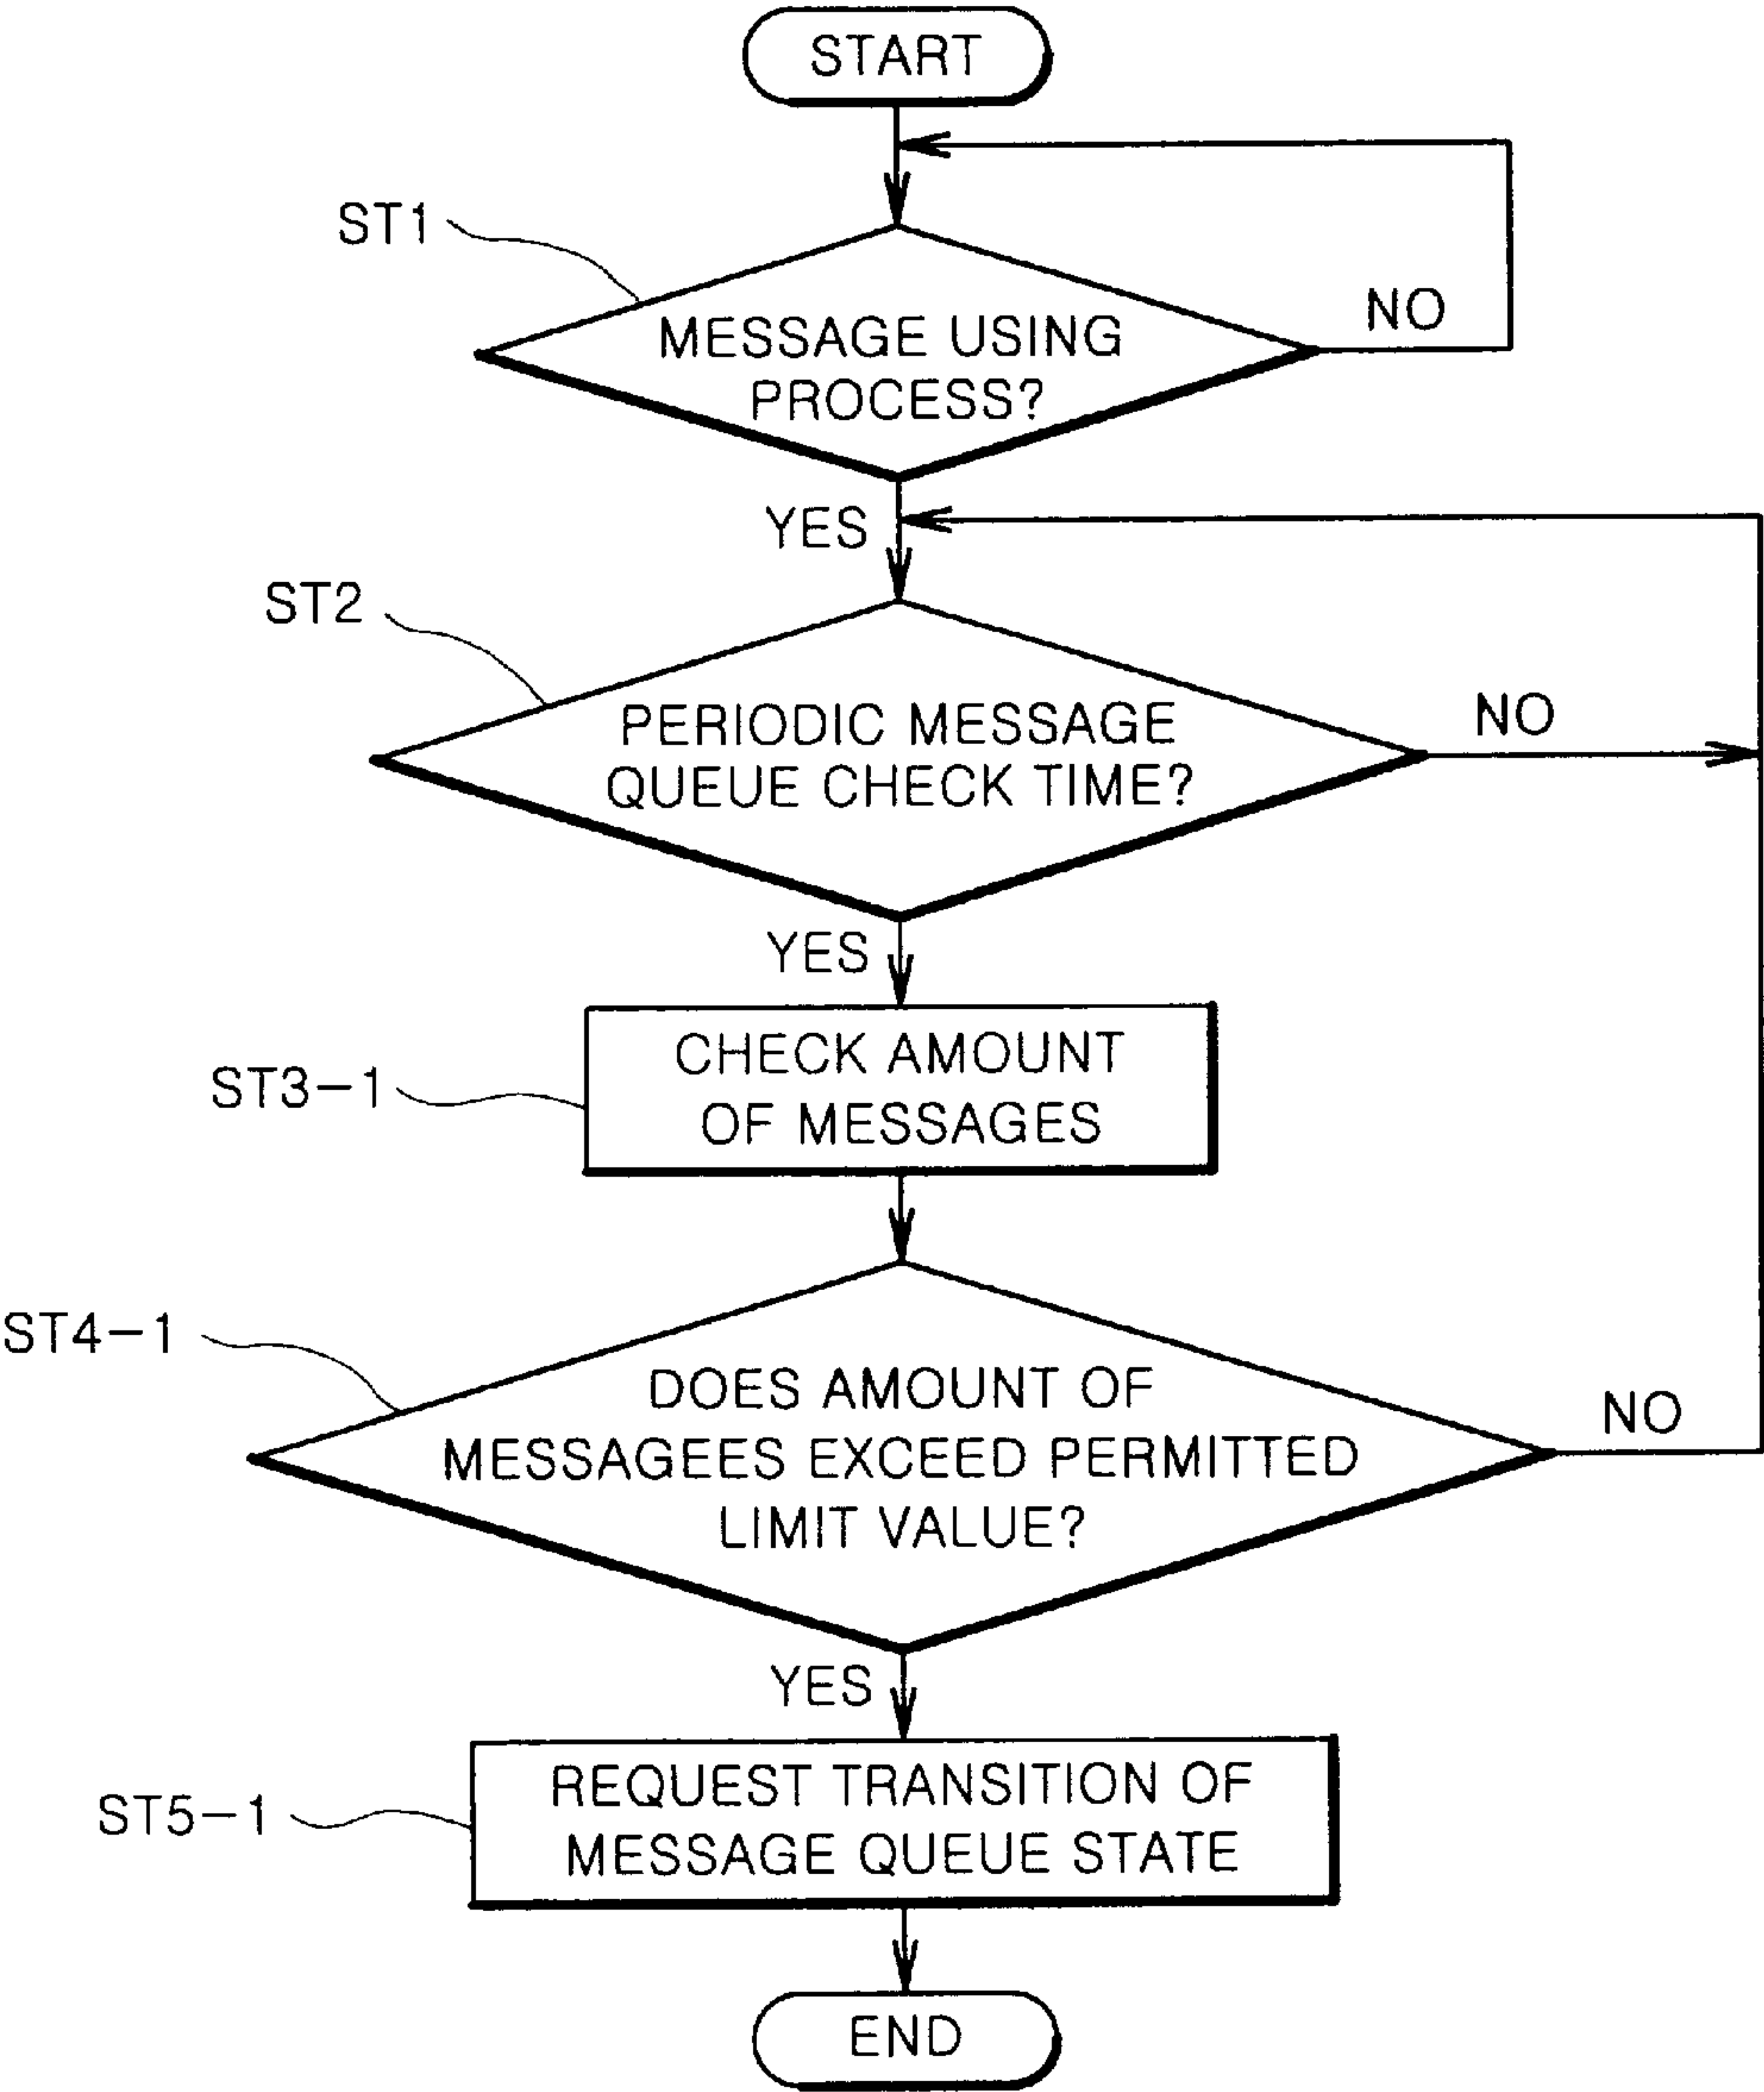 START
ST1
MESSAGE USING
PROCESS?
NO
YES
ST2
PERIODIC MESSAGE
QUEUE CHECK TIME?
NO
YES
ST3-1
CHECK AMOUNT
OF MESSAGES
ST4-1
DOES AMOUNT OF
MESSAGEES EXCEED PERMITTED
LIMIT VALUE?
NO
YES
ST5-1
REQUEST TRANSITION OF
MESSAGE QUEUE STATE
END